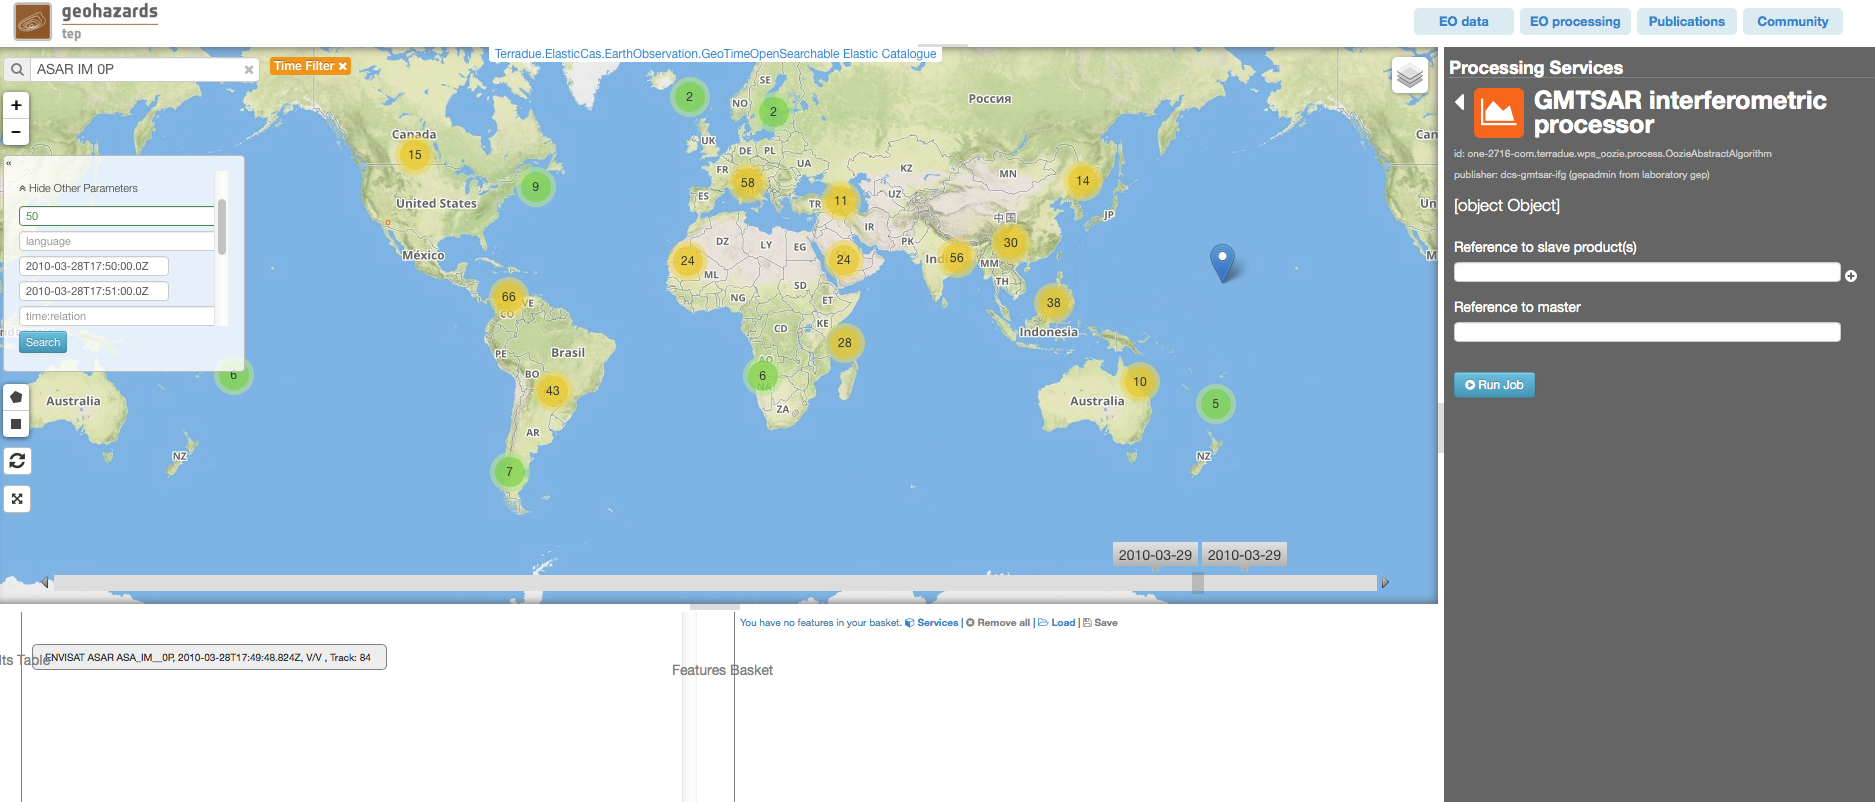 geohazards
tep
EO data
EO processing
Publications
Community
Terradue.ElasticCas.EarthObservation.GeoTimeOpenSearchable Elastic Catalogue
ASAR IM 0P
Time Filter
+
−
«
Hide Other Parameters
50
language
2010-03-28T17:50:00.0Z
2010-03-28T17:51:00.0Z
time:relation
Search
Canada
15
United States
9
México
66
VE
CO
PE
Brasil
BO
43
AR
7
6
Australia
NZ
2
SE
NO
2
Россия
UK
DE
PL
UA
FR
58
KZ
MN
14
ES
TR
11
UZ
中国
JP
DZ
LY
EG
IR
PK
30
24
ML
24
Ind
56
MM
TH
NG
SD
ET
38
CD
KE
Indonesia
28
AO
6
NA
ZA
10
Australia
5
NZ
Can
Un
2010-03-29
2010-03-29
lts Table
ENVISAT ASAR ASA_IM__0P, 2010-03-28T17:49:48.824Z, V/V , Track: 84
You have no features in your basket. Services | Remove all | Load | Save
Features Basket
Processing Services
GMTSAR interferometric
processor
id: one-2716-com.terradue.wps_oozie.process.OozieAbstractAlgorithm
publisher: dcs-gmtsar-ifg (gepadmin from laboratory gep)
[object Object]
Reference to slave product(s)
Reference to master
Run Job